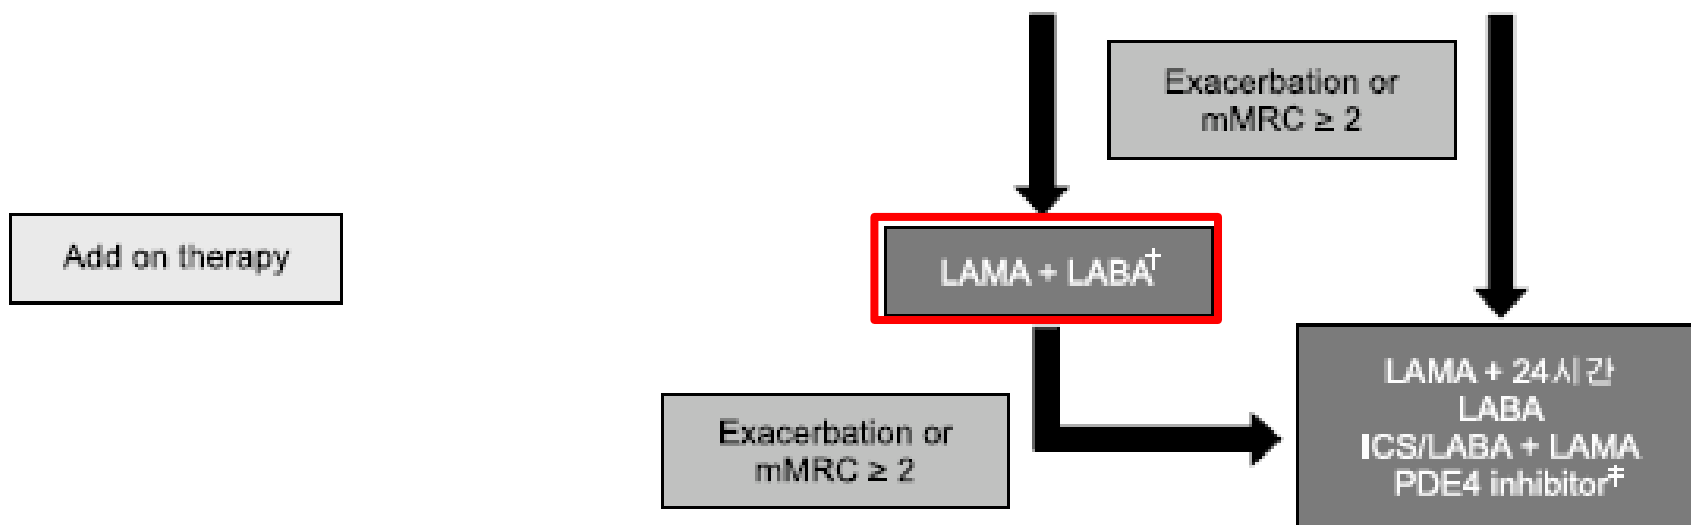 Exacerbation or
mMRC ≥ 2
Add on therapy
LAMA + LABA†
Exacerbation or
mMRC ≥ 2
LAMA + 24시간
LABA
ICS/LABA + LAMA
PDE4 inhibitor‡